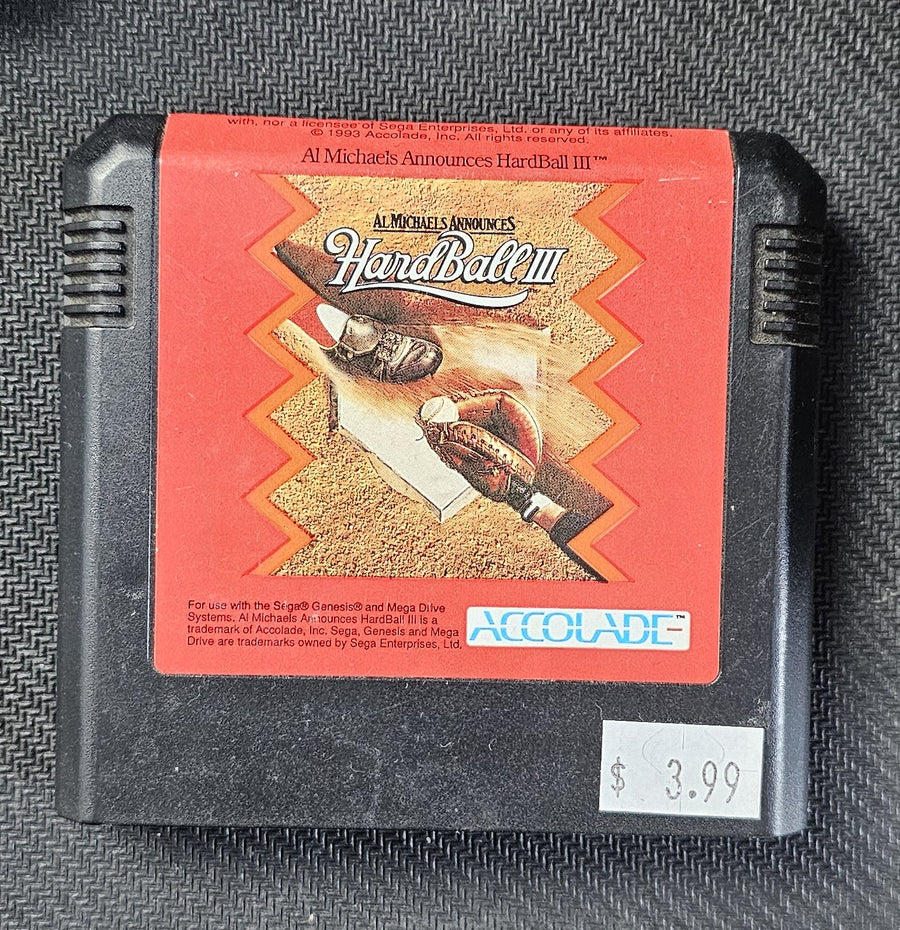 with, nor a licensee of Sega Enterprises, Ltd. or any of its affiliates.
© 1993 Accolade, Inc. All rights reserved.
Al Michaels Announces HardBall III™
AL MICHAELS ANNOUNCES
HardBall III
For use with the Sega® Genesis® and Mega Drive
Systems. Al Michaels Announces HardBall III is a
trademark of Accolade, Inc. Sega, Genesis and Mega
Drive are trademarks owned by Sega Enterprises, Ltd.
ACCOLADE™
$ 3.99